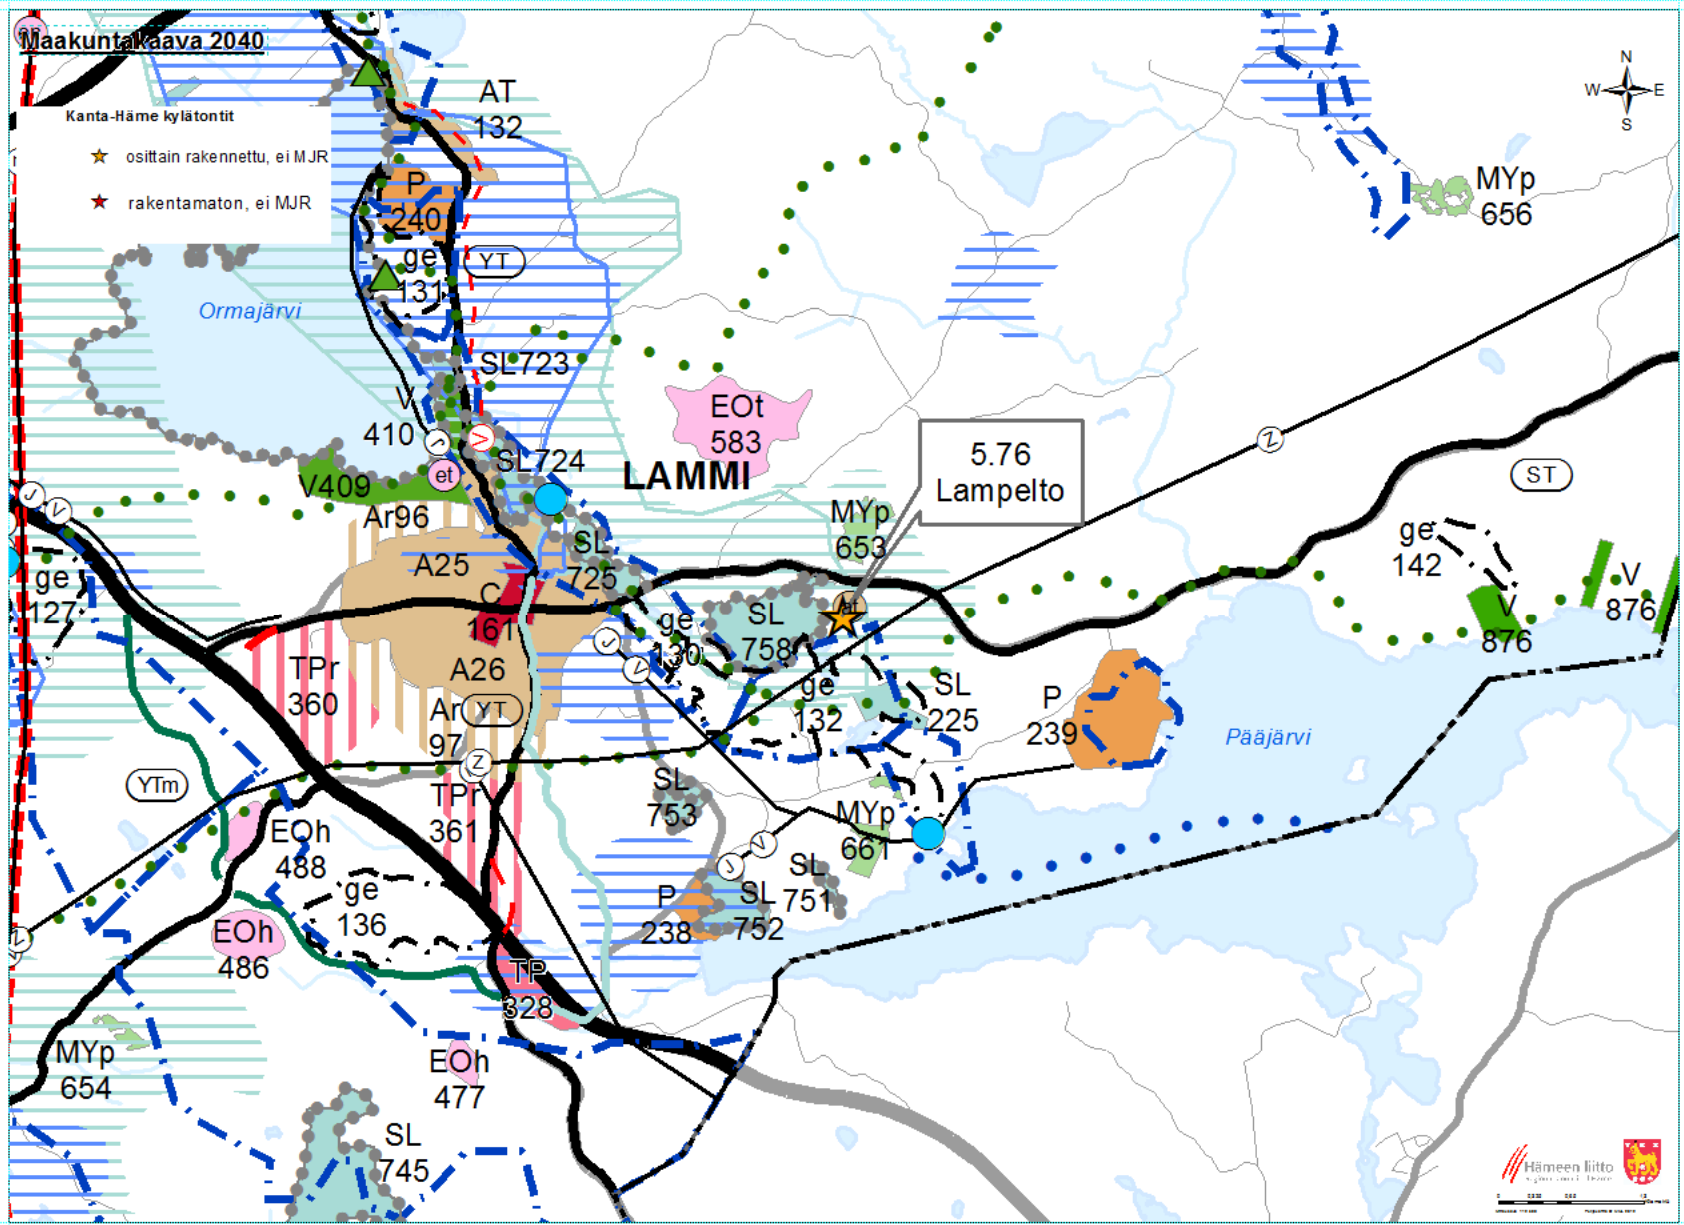 Maakuntakaava 2040
Kanta-Häme kylätontit
osittain rakennettu, ei MJR
rakentamaton, ei MJR
N
W
E
S
AT
132
MYp
656
P
240
ge
131
YT
Ormajärvi
SL723
V
410
EOt
583
LAMMI
5.76
Lampelto
V
et
SL724
V409
J
V
Ar96
MYp
653
Z
ST
ge
142
A25
SL
725
ge
127
C
161
SL
758
at
V
876
V
876
ge
130
J
V
TPr
360
A26
Ar
97
YT
ge
132
SL
225
P
239
Pääjärvi
Z
YTm
TPr
361
SL
753
MYp
661
EOh
488
J
V
SL
751
ge
136
P
238
SL
752
EOh
486
Z
TP
328
MYp
654
EOh
477
SL
745
Hämeen liitto